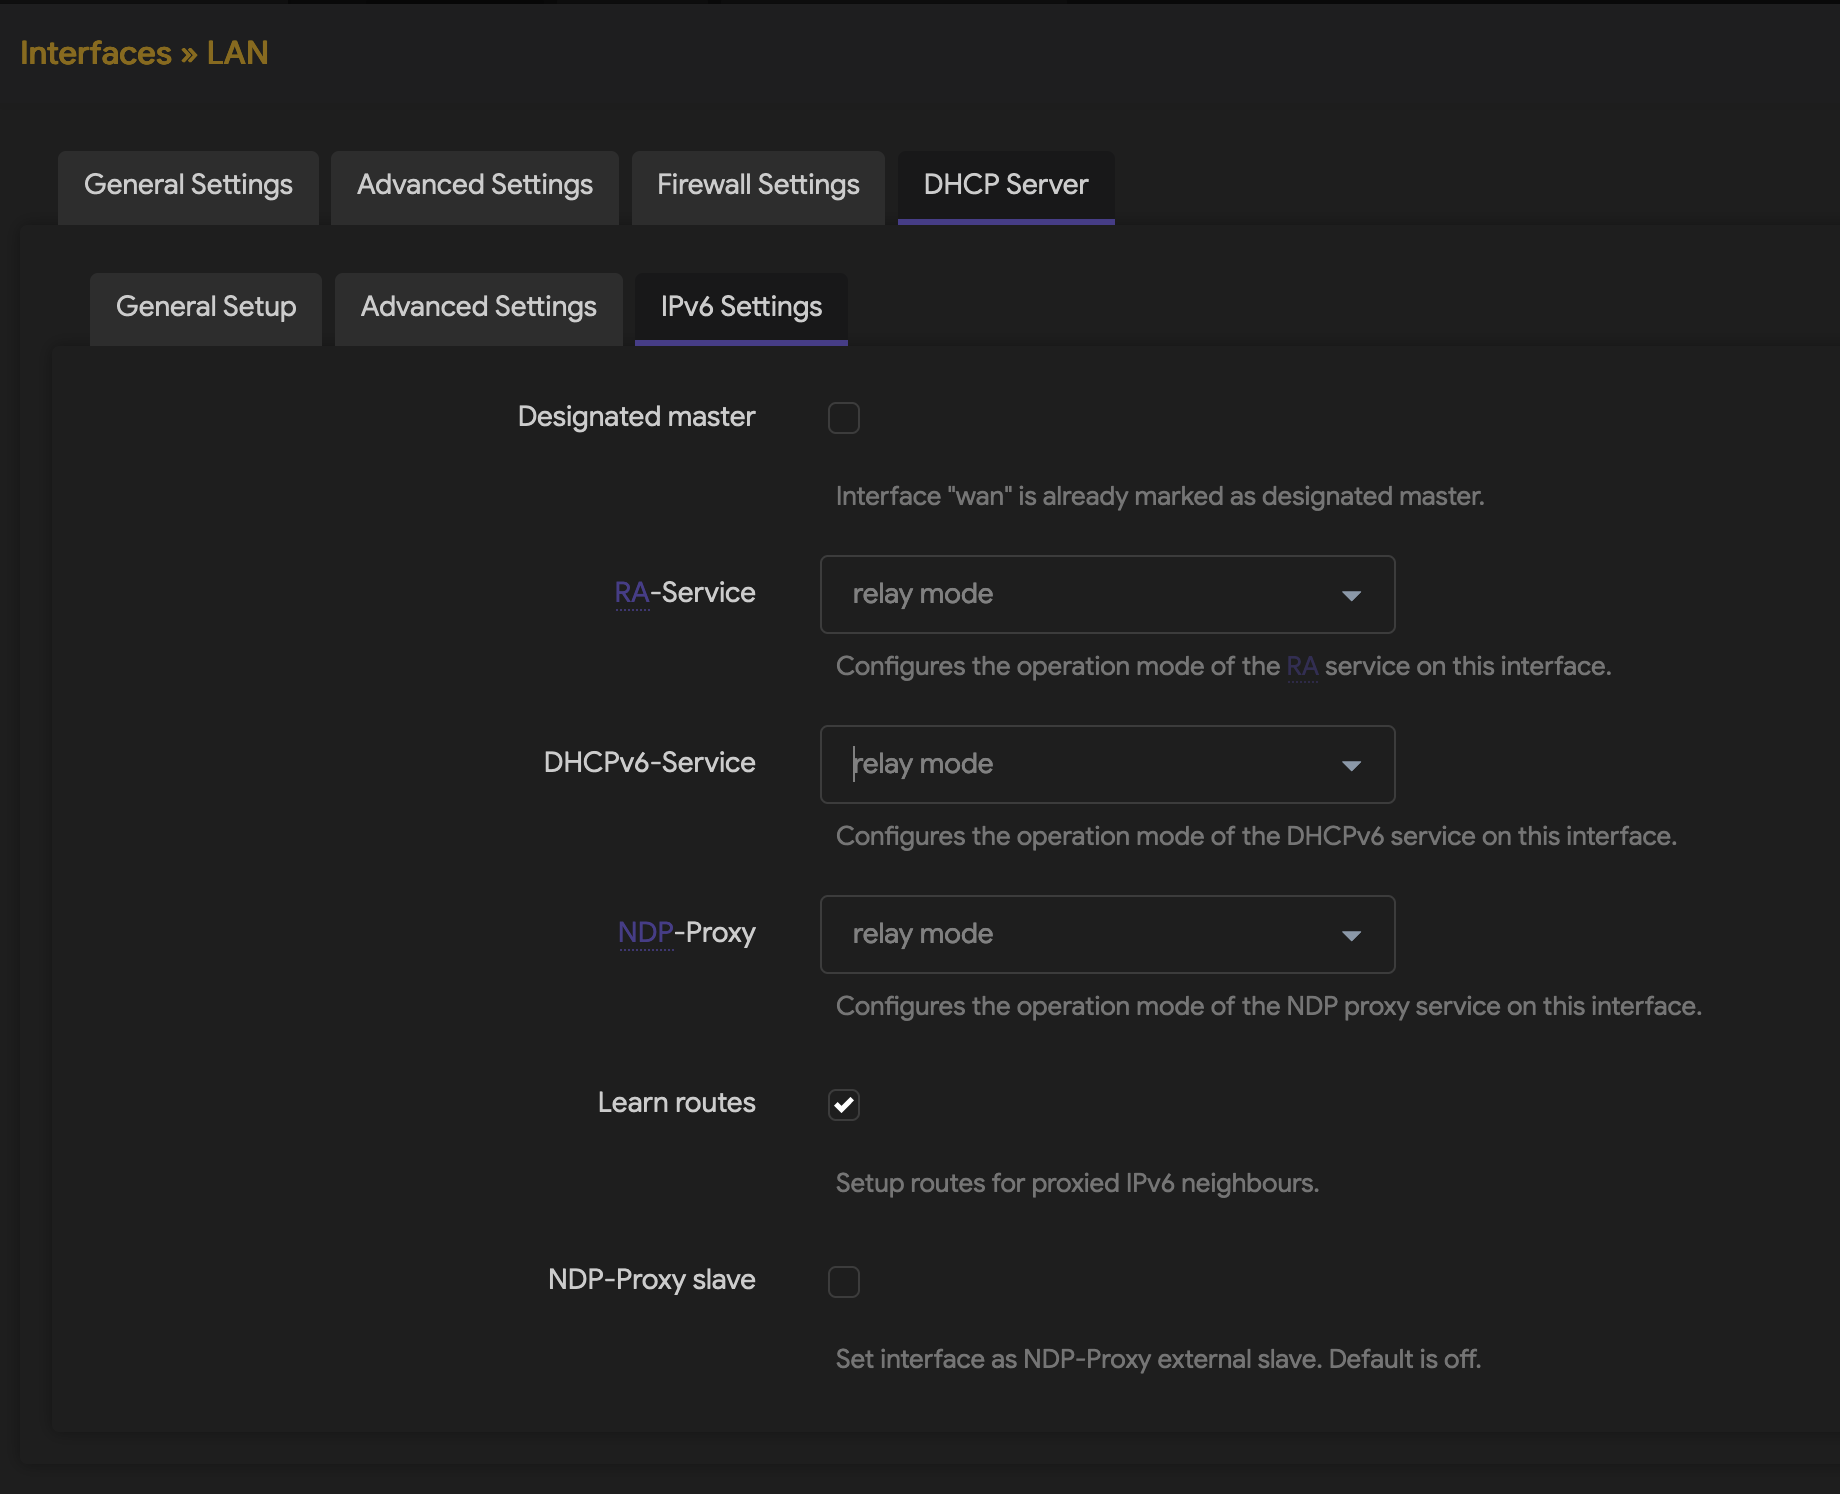 Interfaces » LAN
General Settings Advanced Settings Firewall Settings DHCP Server
General Setup Advanced Settings IPv6 Settings
Designated master
Interface "wan" is already marked as designated master.
RA-Service relay mode
Configures the operation mode of the RA service on this interface.
DHCPv6-Service relay mode
Configures the operation mode of the DHCPv6 service on this interface.
NDP-Proxy relay mode
Configures the operation mode of the NDP proxy service on this interface.
Learn routes
Setup routes for proxied IPv6 neighbours.
NDP-Proxy slave
Set interface as NDP-Proxy external slave. Default is off.